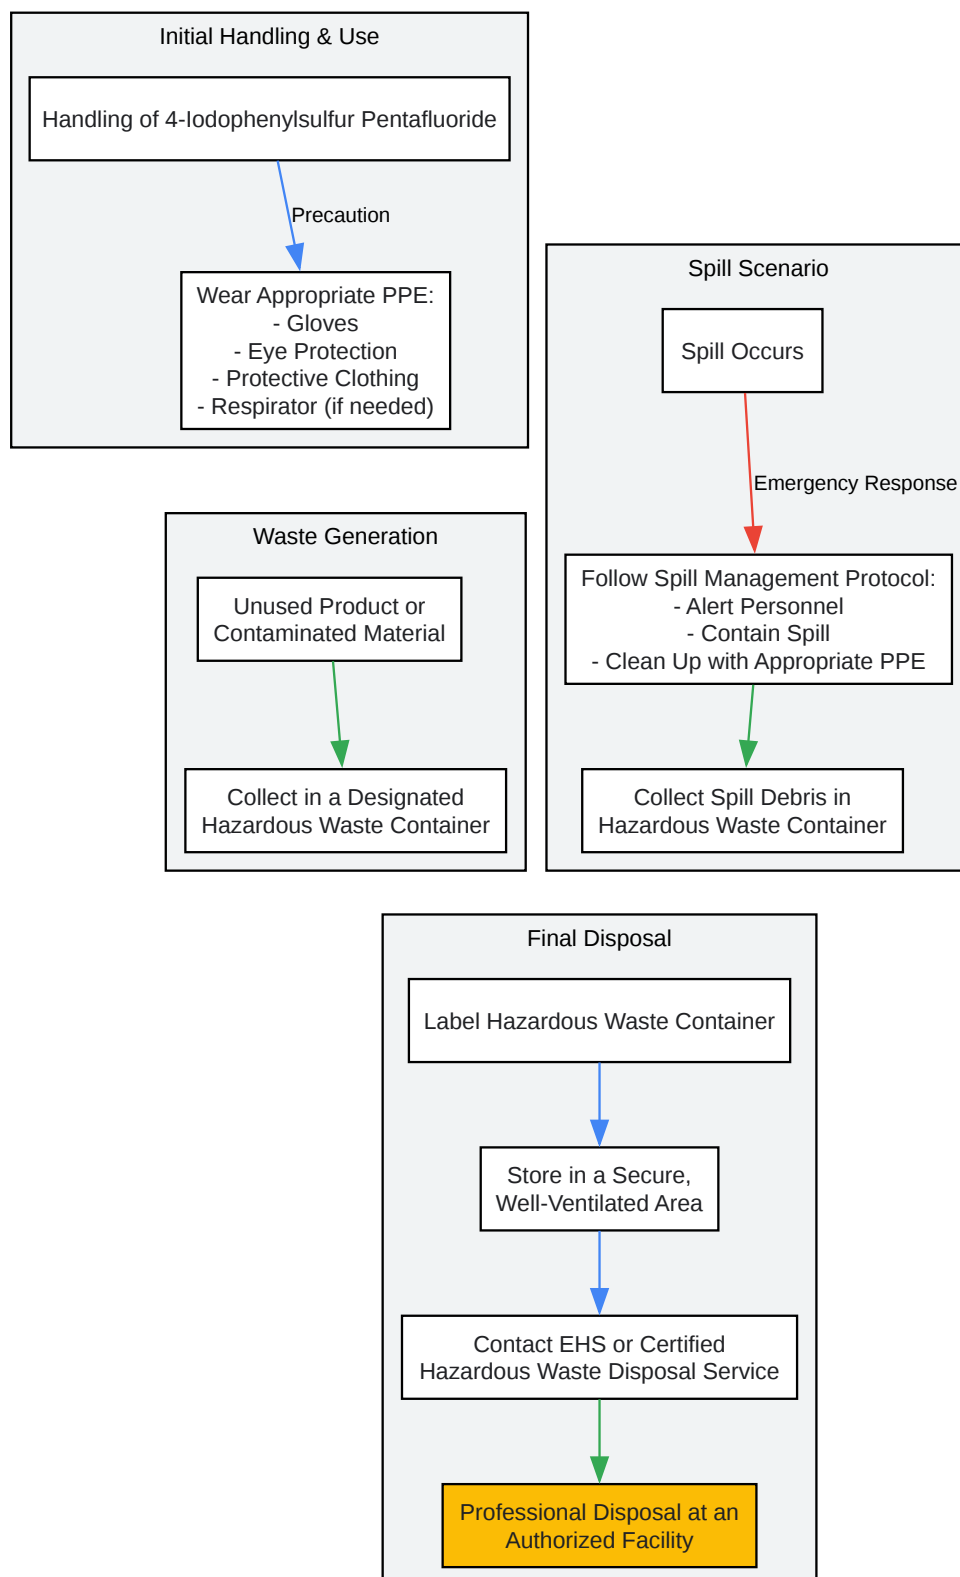 Initial Handling & Use
Handling of 4-Iodophenylsulfur Pentafluoride
Precaution
Wear Appropriate PPE:
- Gloves
- Eye Protection
- Protective Clothing
- Respirator (if needed)
Spill Scenario
Spill Occurs
Emergency Response
Follow Spill Management Protocol:
- Alert Personnel
- Contain Spill
- Clean Up with Appropriate PPE
Collect Spill Debris in
Hazardous Waste Container
Waste Generation
Unused Product or
Contaminated Material
Collect in a Designated
Hazardous Waste Container
Final Disposal
Label Hazardous Waste Container
Store in a Secure,
Well-Ventilated Area
Contact EHS or Certified
Hazardous Waste Disposal Service
Professional Disposal at an
Authorized Facility